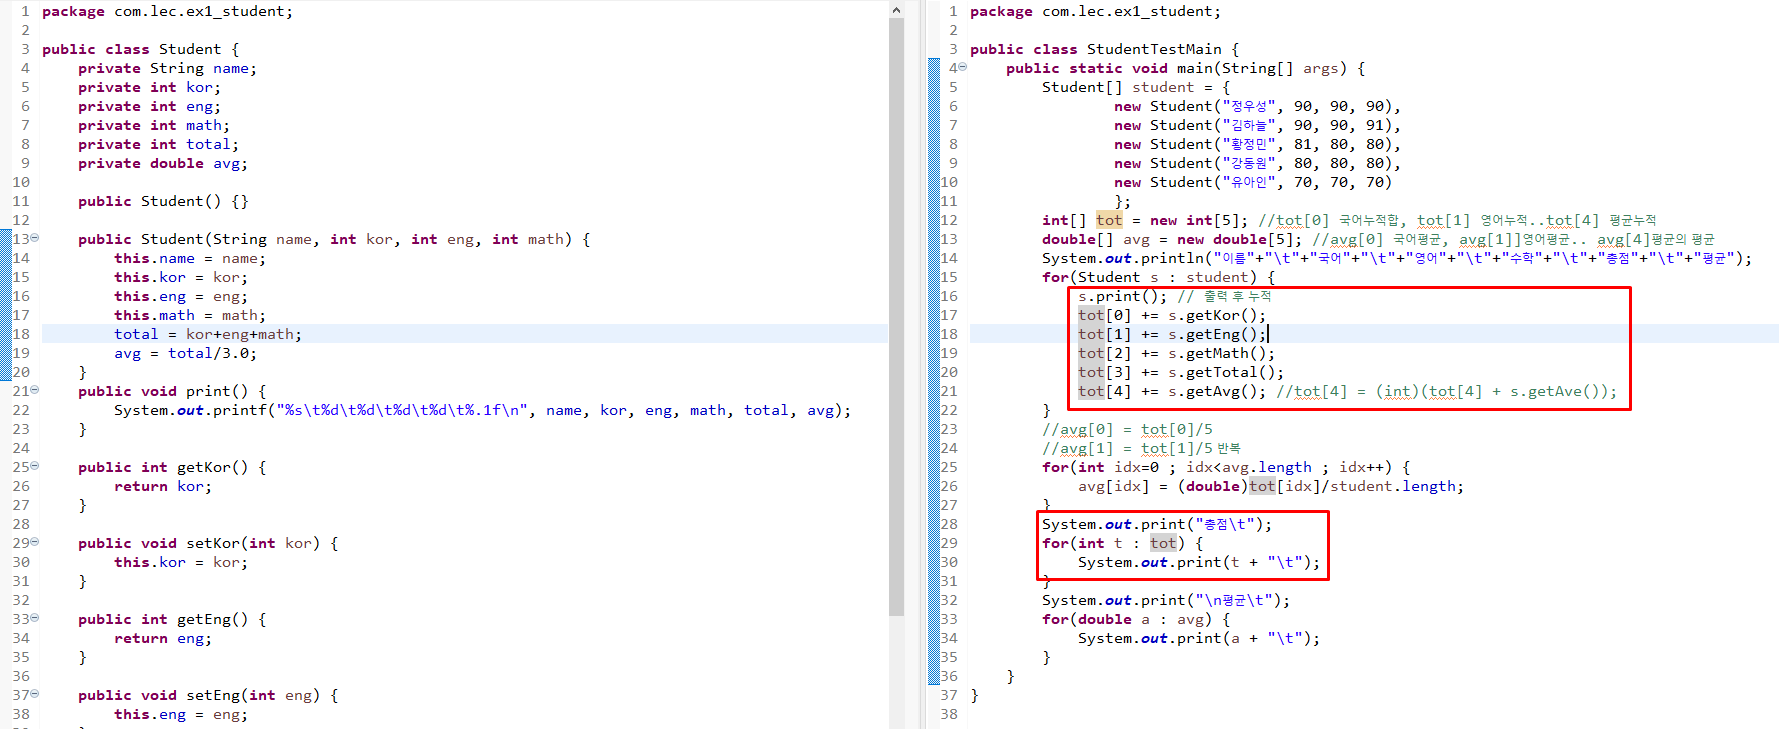 1 package com.lec.ex1_student;
2
3 public class Student {
4     private String name;
5     private int kor;
6     private int eng;
7     private int math;
8     private int total;
9     private double avg;
10
11     public Student() {}
12
13     public Student(String name, int kor, int eng, int math) {
14         this.name = name;
15         this.kor = kor;
16         this.eng = eng;
17         this.math = math;
18         total = kor+eng+math;
19         avg = total/3.0;
20     }
21     public void print() {
22         System.out.printf("%s\t%d\t%d\t%d\t%d\t%.1f\n", name, kor, eng, math, total, avg);
23     }
24
25     public int getKor() {
26         return kor;
27     }
28
29     public void setKor(int kor) {
30         this.kor = kor;
31     }
32
33     public int getEng() {
34         return eng;
35     }
36
37     public void setEng(int eng) {
38         this.eng = eng;
1 package com.lec.ex1_student;
2
3 public class StudentTestMain {
4     public static void main(String[] args) {
5         Student[] student = {
6                 new Student("정우성", 90, 90, 90),
7                 new Student("김하늘", 90, 90, 91),
8                 new Student("황정민", 81, 80, 80),
9                 new Student("강동원", 80, 80, 80),
10                 new Student("유아인", 70, 70, 70)
11                 };
12         int[] tot = new int[5]; //tot[0] 국어누적합, tot[1] 영어누적..tot[4] 평균누적
13         double[] avg = new double[5]; //avg[0] 국어평균, avg[1]]영어평균.. avg[4]평균의 평균
14         System.out.println("이름"+"\t"+"국어"+"\t"+"영어"+"\t"+"수학"+"\t"+"총점"+"\t"+"평균");
15         for(Student s : student) {
16             s.print(); // 출력 후 누적
17             tot[0] += s.getKor();
18             tot[1] += s.getEng();
19             tot[2] += s.getMath();
20             tot[3] += s.getTotal();
21             tot[4] += s.getAvg(); //tot[4] = (int)(tot[4] + s.getAve());
22         }
23         //avg[0] = tot[0]/5
24         //avg[1] = tot[1]/5 반복
25         for(int idx=0 ; idx<avg.length ; idx++) {
26             avg[idx] = (double)tot[idx]/student.length;
27         }
28         System.out.print("총점\t");
29         for(int t : tot) {
30             System.out.print(t + "\t");
31         }
32         System.out.print("\n평균\t");
33         for(double a : avg) {
34             System.out.print(a + "\t");
35         }
36     }
37 }
38